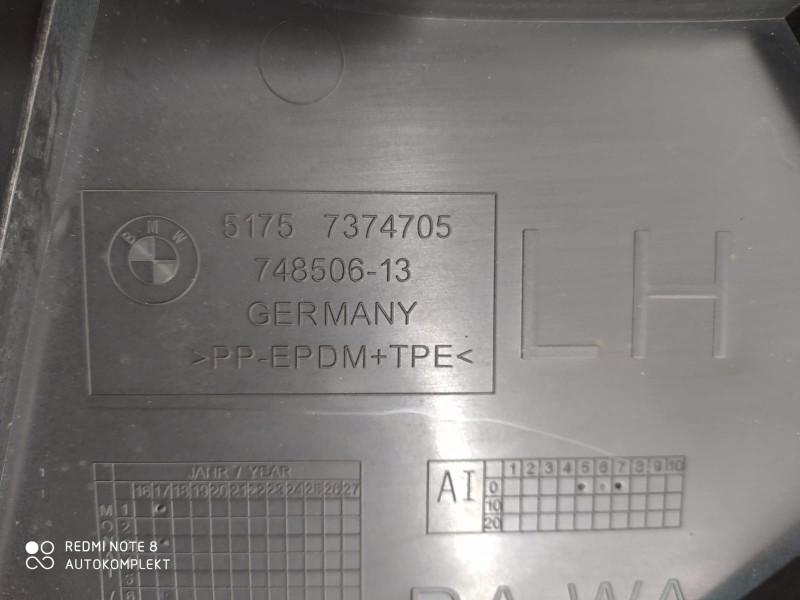 BMW
5175 7374705
748506-13
GERMANY
>PP-EPDM+TPE<
LH
JAHR / YEAR
16 17 18 19 20 21 22 23 24 25 26 27
M 1
O 2
AI
1 2 3 4 5 6 7 8 9 10
0
10
20
REDMI NOTE 8
AUTOKOMPLEKT